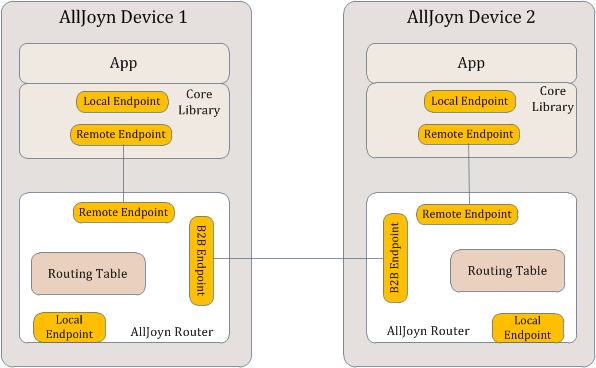 AllJoyn Device 1
App
Local Endpoint
Core
Library
Remote Endpoint
Remote Endpoint
B2B Endpoint
Routing Table
Local
Endpoint
AllJoyn Router
AllJoyn Device 2
App
Local Endpoint
Core
Library
Remote Endpoint
Remote Endpoint
B2B Endpoint
Routing Table
AllJoyn Router
Local
Endpoint